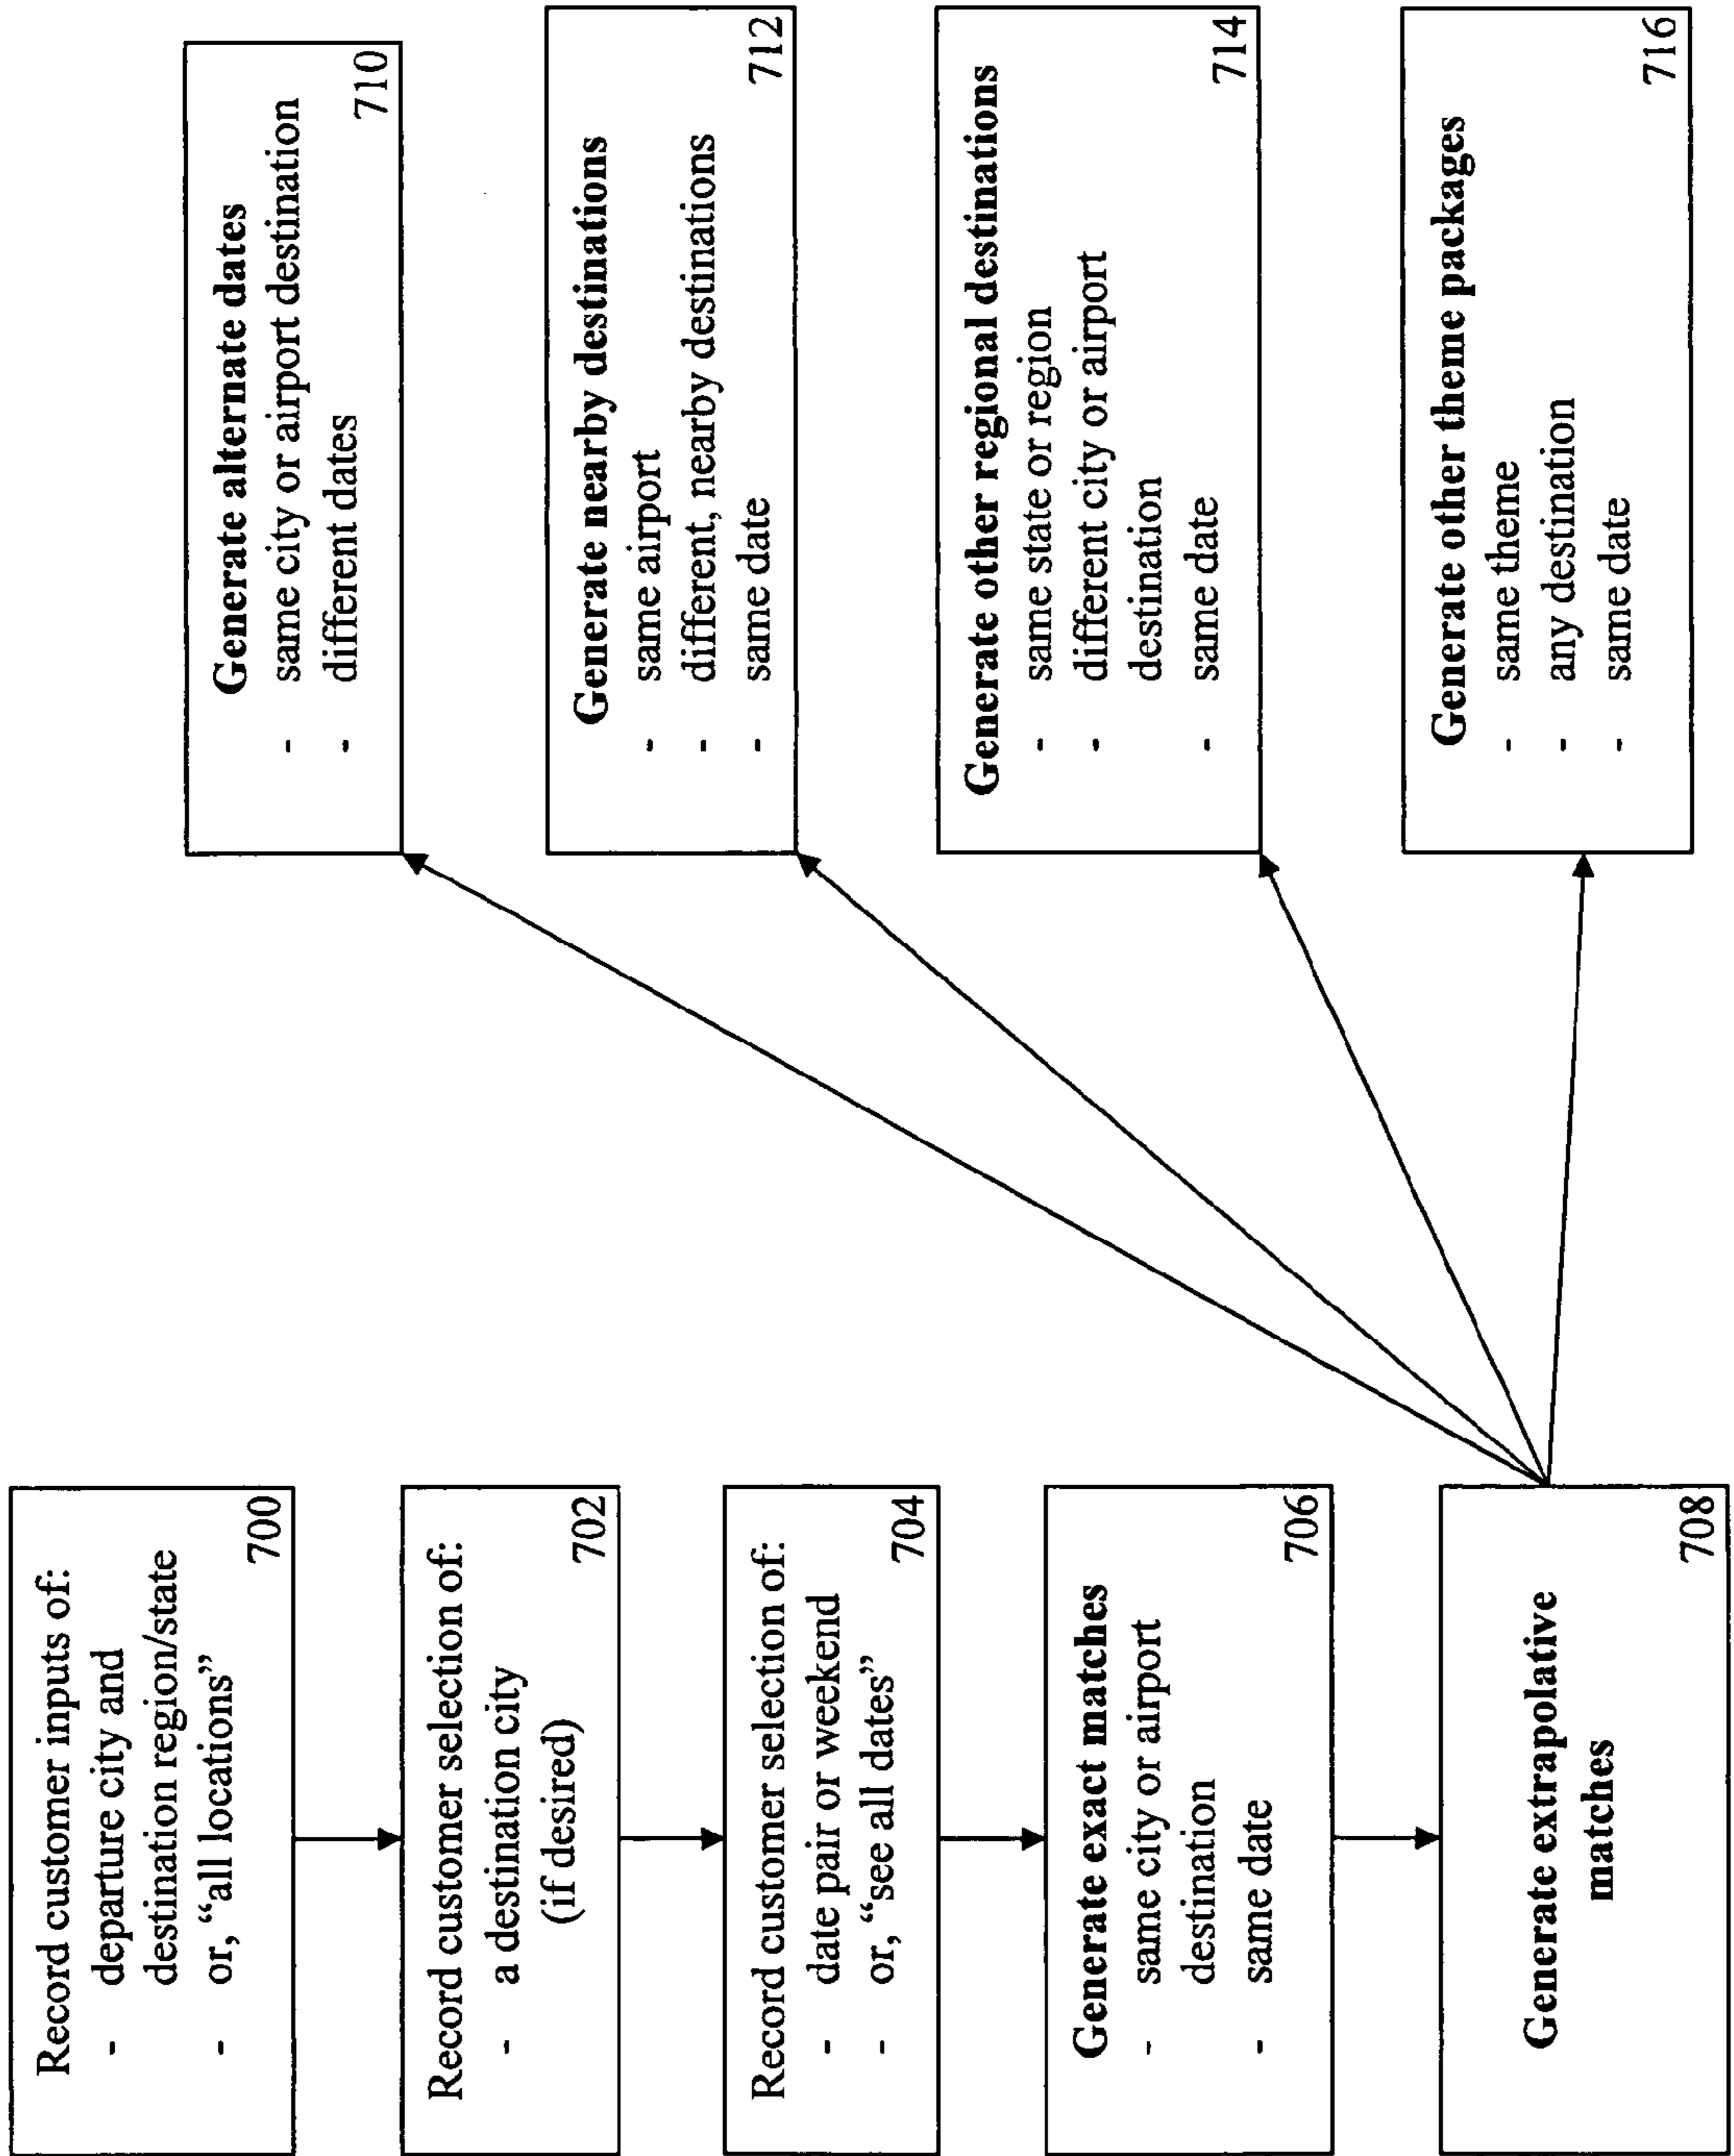 Record customer inputs of:
- departure city and
destination region/state
- or, “all locations”
700
Record customer selection of:
- a destination city
(if desired)
702
Record customer selection of:
- date pair or weekend
- or, “see all dates”
704
Generate exact matches
- same city or airport
destination
- same date
706
Generate extrapolative
matches
708
Generate alternate dates
- same city or airport destination
- different dates
710
Generate nearby destinations
- same airport
- different, nearby destinations
- same date
712
Generate other regional destinations
- same state or region
- different city or airport
destination
- same date
714
Generate other theme packages
- same theme
- any destination
- same date
716